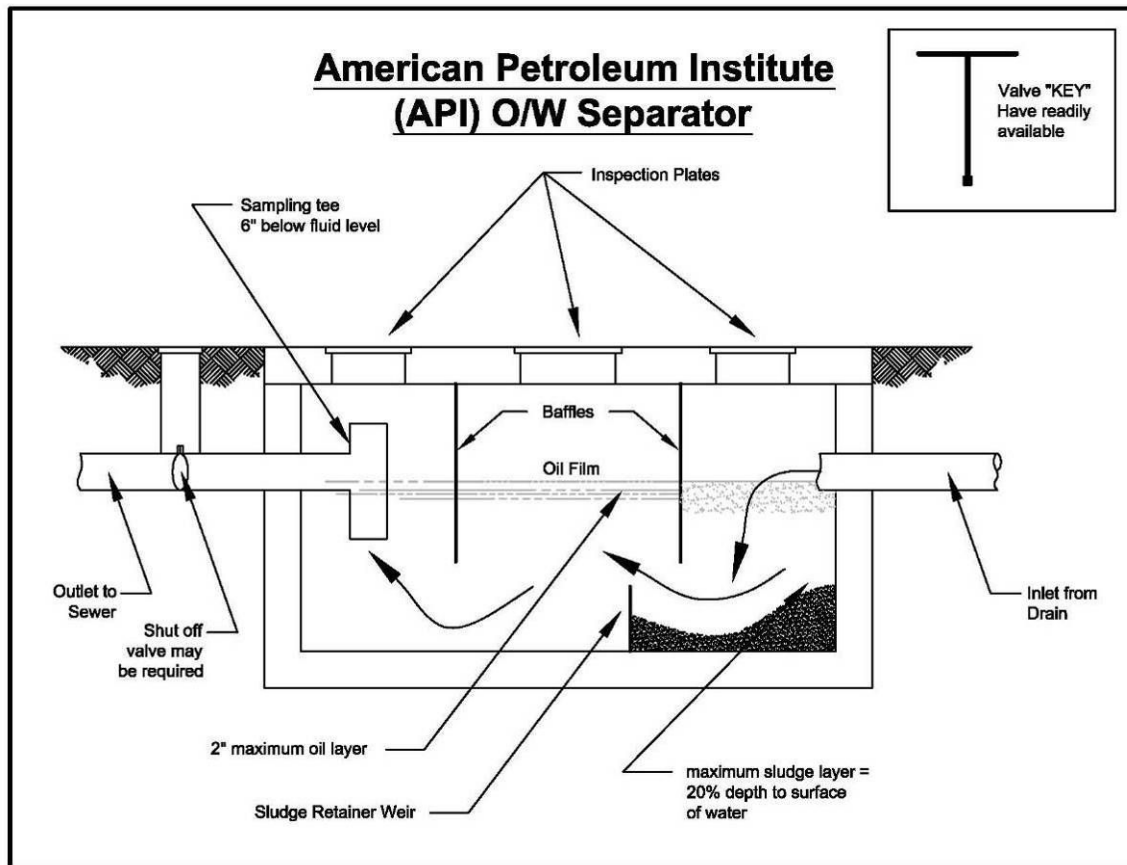 American Petroleum Institute
(API) O/W Separator
Valve "KEY"
Have readily
available
Inspection Plates
Sampling tee
6" below fluid level
Baffles
Oil Film
Outlet to
Sewer
Shut off
valve may
be required
Inlet from
Drain
2" maximum oil layer
Sludge Retainer Weir
maximum sludge layer =
20% depth to surface
of water